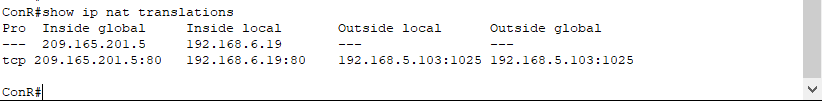 ConR#show ip nat translations
Pro  Inside global     Inside local       Outside local      Outside global
---  209.165.201.5     192.168.6.19       ---                ---
tcp 209.165.201.5:80   192.168.6.19:80    192.168.5.103:1025 192.168.5.103:1025
ConR#